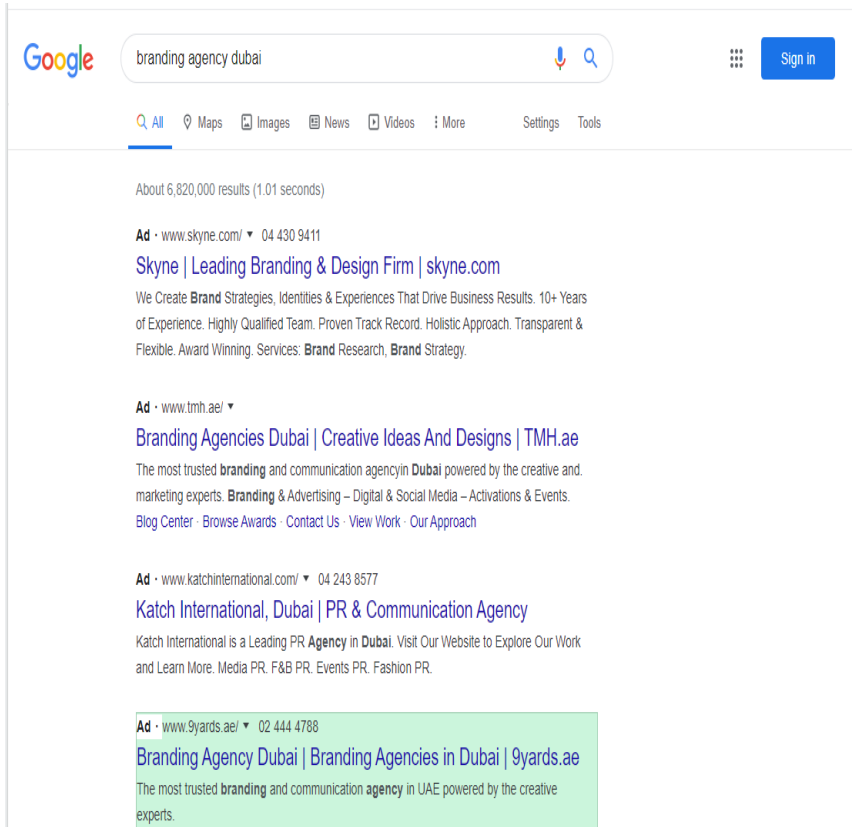 Google
branding agency dubai
Sign in
All Maps Images News Videos More Settings Tools
About 6,820,000 results (1.01 seconds)
Ad · www.skyne.com/ ▼ 04 430 9411
Skyne | Leading Branding & Design Firm | skyne.com
We Create Brand Strategies, Identities & Experiences That Drive Business Results. 10+ Years
of Experience. Highly Qualified Team. Proven Track Record. Holistic Approach. Transparent &
Flexible. Award Winning. Services: Brand Research, Brand Strategy.
Ad · www.tmh.ae/ ▼
Branding Agencies Dubai | Creative Ideas And Designs | TMH.ae
The most trusted branding and communication agencyin Dubai powered by the creative and.
marketing experts. Branding & Advertising – Digital & Social Media – Activations & Events.
Blog Center · Browse Awards · Contact Us · View Work · Our Approach
Ad · www.katchinternational.com/ ▼ 04 243 8577
Katch International, Dubai | PR & Communication Agency
Katch International is a Leading PR Agency in Dubai. Visit Our Website to Explore Our Work
and Learn More. Media PR. F&B PR. Events PR. Fashion PR.
Ad · www.9yards.ae/ ▼ 02 444 4788
Branding Agency Dubai | Branding Agencies in Dubai | 9yards.ae
The most trusted branding and communication agency in UAE powered by the creative
experts.